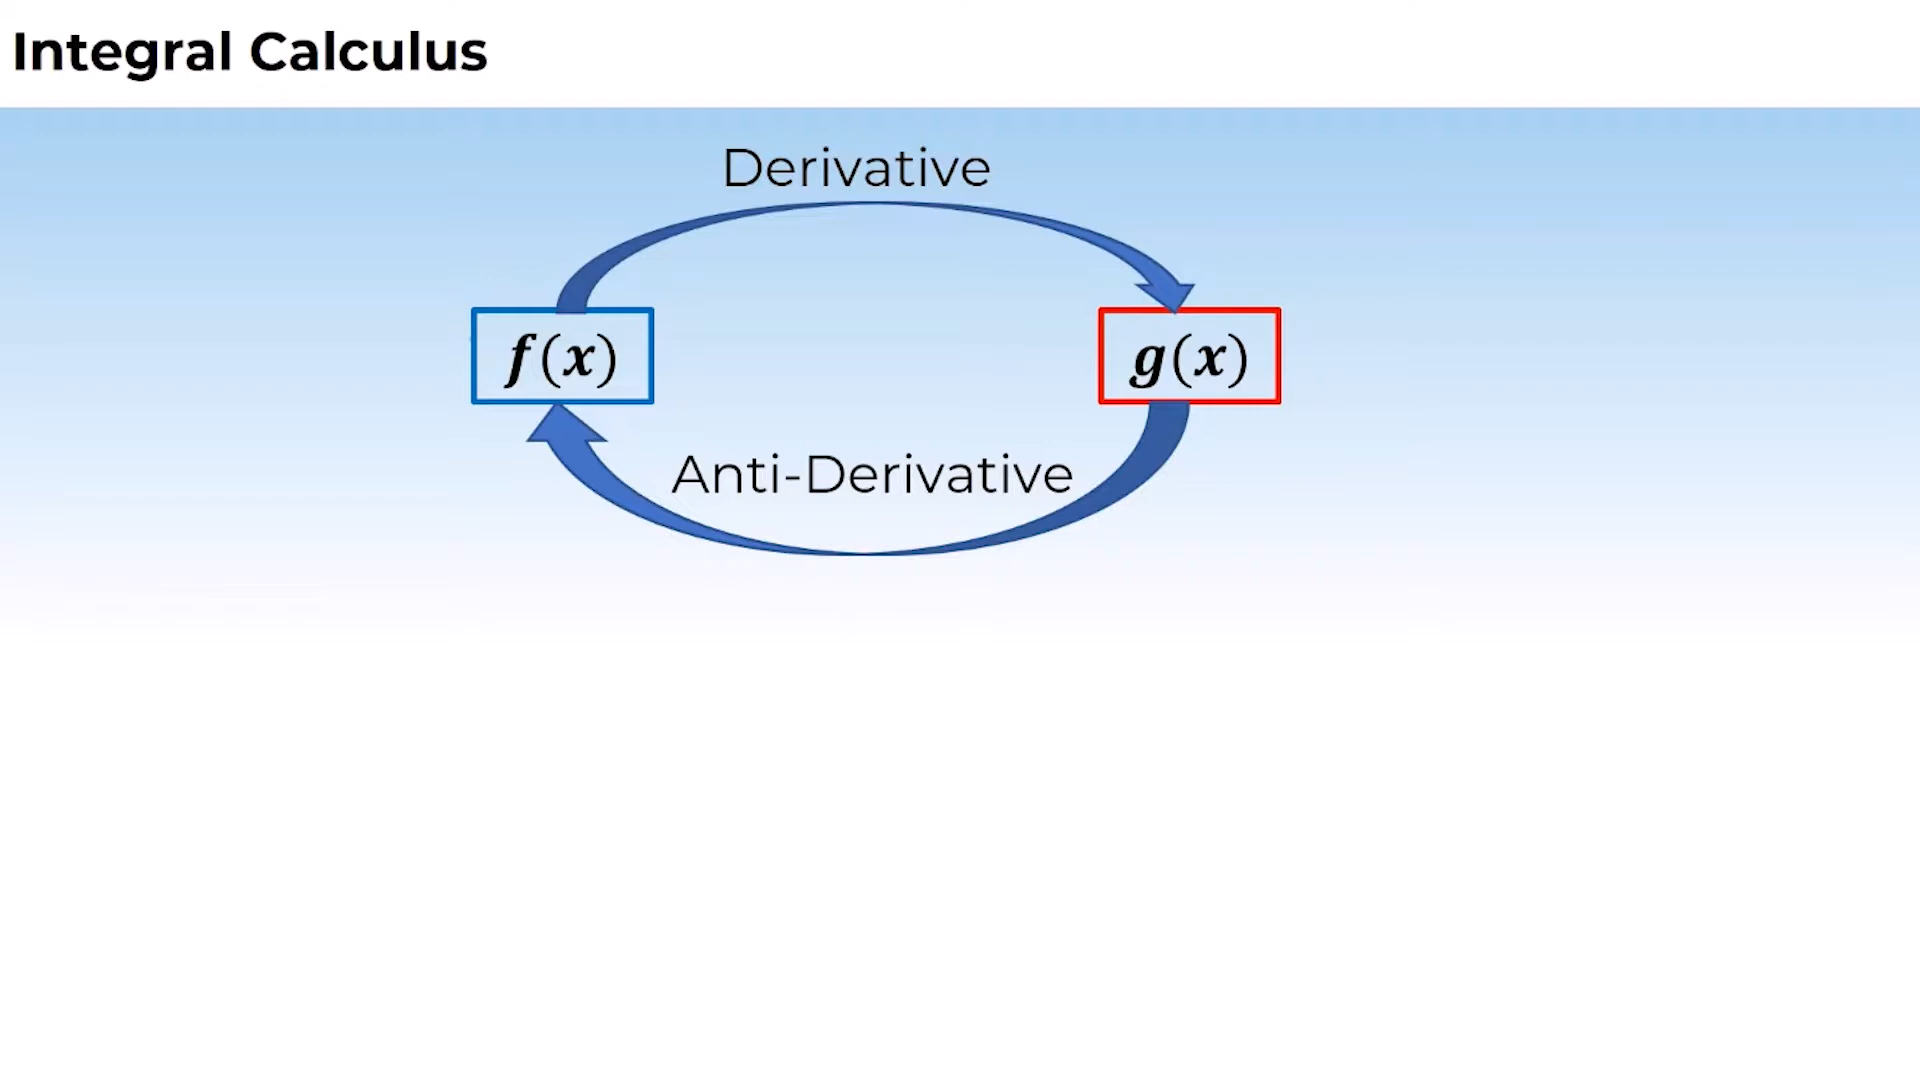 Integral Calculus
Derivative
f(x)
g(x)
Anti-Derivative